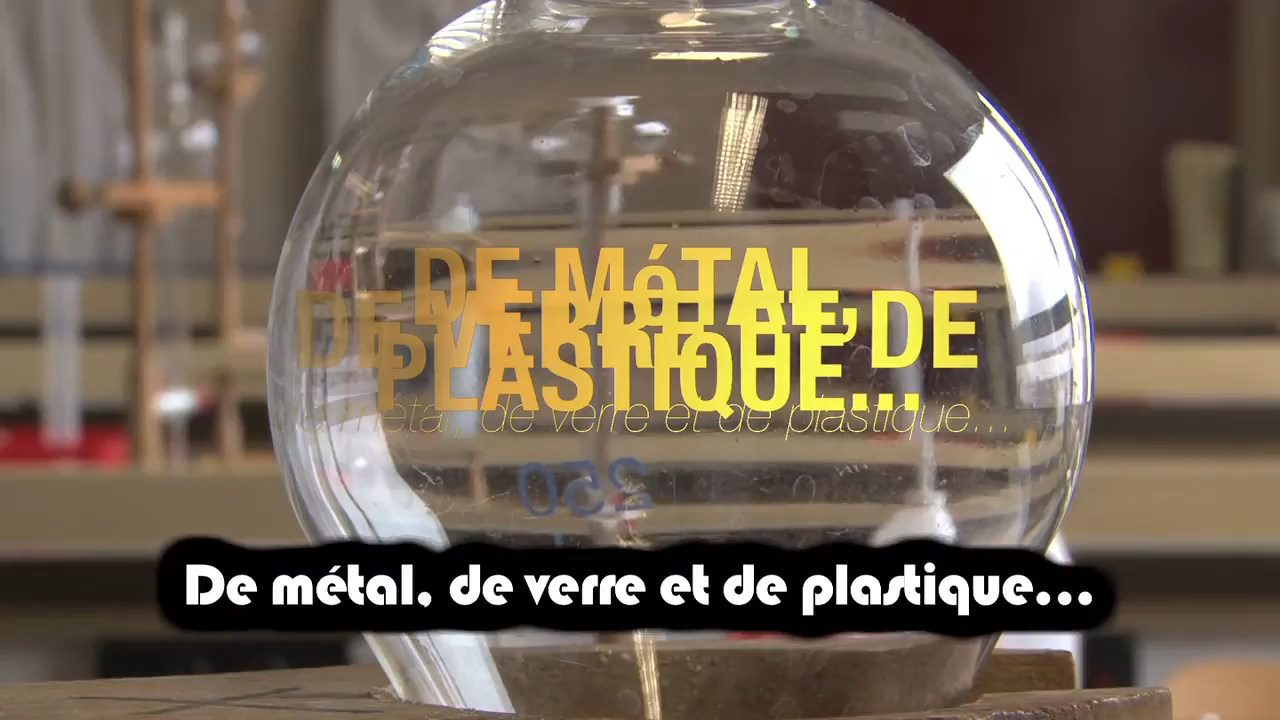 DE MéTAL,
DE VERRE ET DE
PLASTIQUE...
de métal, de verre et de plastique...
250
De métal, de verre et de plastique...